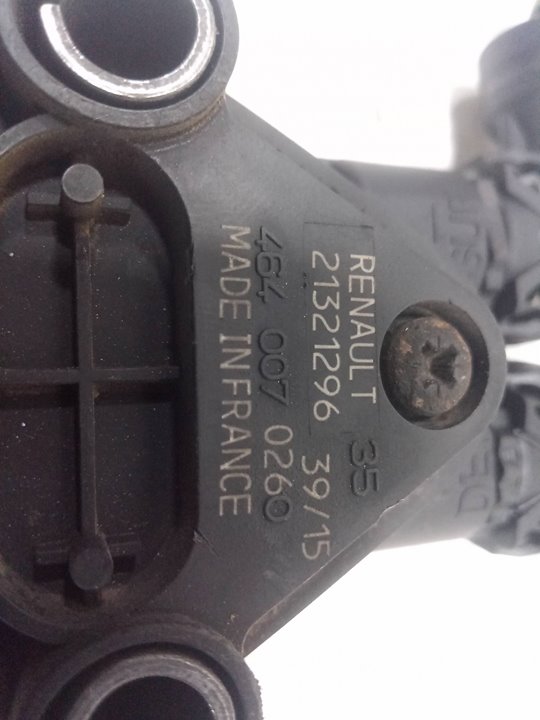 RENAULT 35
21321296 39/15
464 007 0260
MADE IN FRANCE